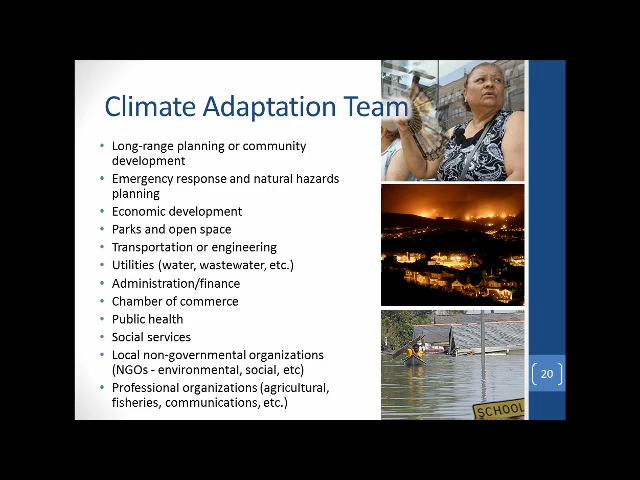 Climate Adaptation Team
• Long-range planning or community
development
• Emergency response and natural hazards
planning
• Economic development
• Parks and open space
• Transportation or engineering
• Utilities (water, wastewater, etc.)
• Administration/finance
• Chamber of commerce
• Public health
• Social services
• Local non-governmental organizations
(NGOs - environmental, social, etc)
• Professional organizations (agricultural,
fisheries, communications, etc.)
SCHOOL
20